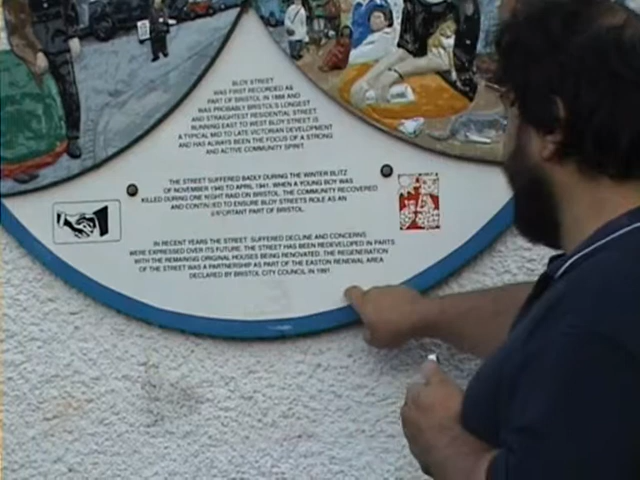 BLOY STREET
WAS FIRST RECORDED AS
PART OF BRISTOL IN 1888 AND
WAS PROBABLY BRISTOL'S LONGEST
AND STRAIGHTEST RESIDENTIAL STREET
RUNNING EAST TO WEST BLOY STREET IS
A TYPICAL MID TO LATE VICTORIAN DEVELOPMENT
AND HAS ALWAYS BEEN THE FOCUS OF A STRONG
AND ACTIVE COMMUNITY SPIRIT.
THE STREET SUFFERED BADLY DURING THE WINTER BLITZ
OF NOVEMBER 1940 TO APRIL 1941. WHEN A YOUNG BOY WAS
KILLED DURING ONE NIGHT RAID ON BRISTOL. THE COMMUNITY RECOVERED
AND CONTINUED TO ENSURE BLOY STREETS ROLE AS AN
IMPORTANT PART OF BRISTOL.
IN RECENT YEARS THE STREET SUFFERED DECLINE AND CONCERNS
WERE EXPRESSED OVER ITS FUTURE. THE STREET HAS BEEN REDEVELOPED IN PARTS
WITH THE REMAINING ORIGINAL HOUSES BEING RENOVATED. THE REGENERATION
OF THE STREET WAS A PARTNERSHIP AS PART OF THE EASTON RENEWAL AREA
DECLARED BY BRISTOL CITY COUNCIL IN 1991.